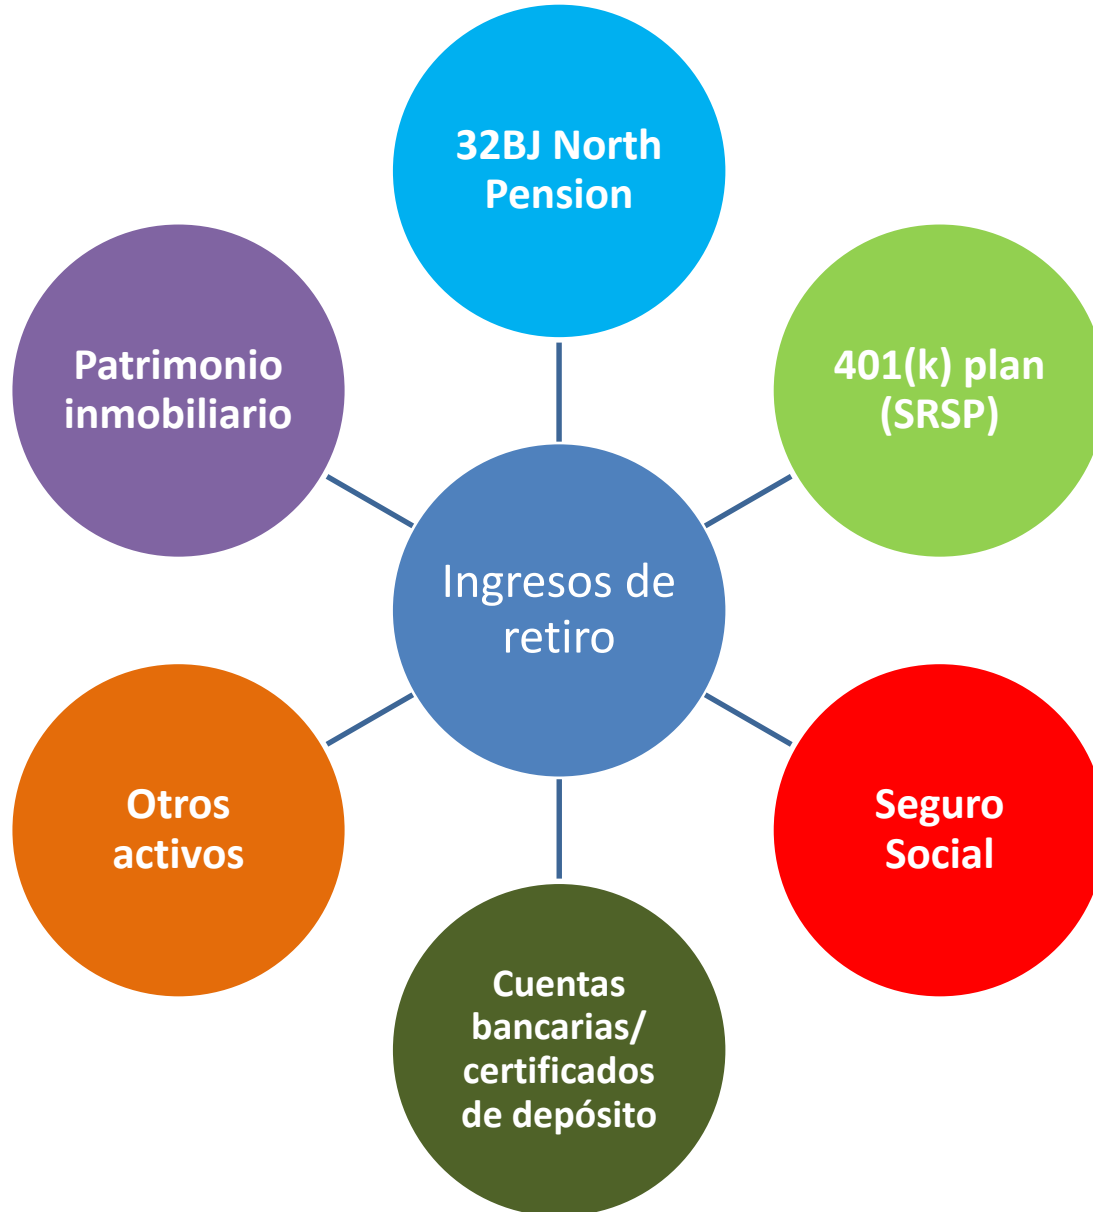 32BJ North
Pension
401(k) plan
(SRSP)
Seguro
Social
Cuentas
bancarias/
certificados
de depósito
Otros
activos
Patrimonio
inmobiliario
Ingresos de
retiro